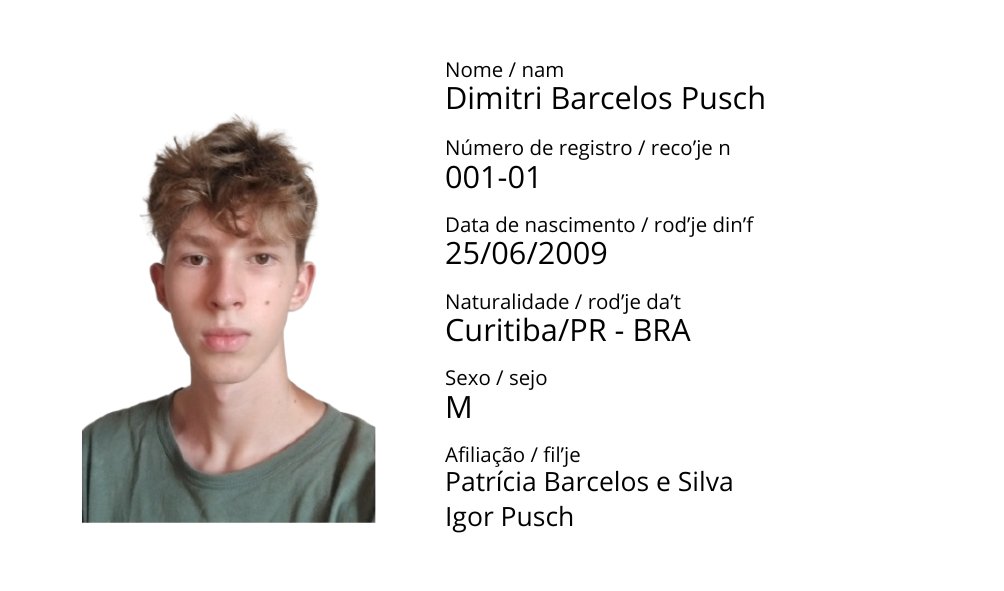 Nome / nam
Dimitri Barcelos Pusch
Número de registro / reco’je n
001-01
Data de nascimento / rod’je din’f
25/06/2009
Naturalidade / rod’je da’t
Curitiba/PR - BRA
Sexo / sejo
M
Afiliação / fil’je
Patrícia Barcelos e Silva
Igor Pusch